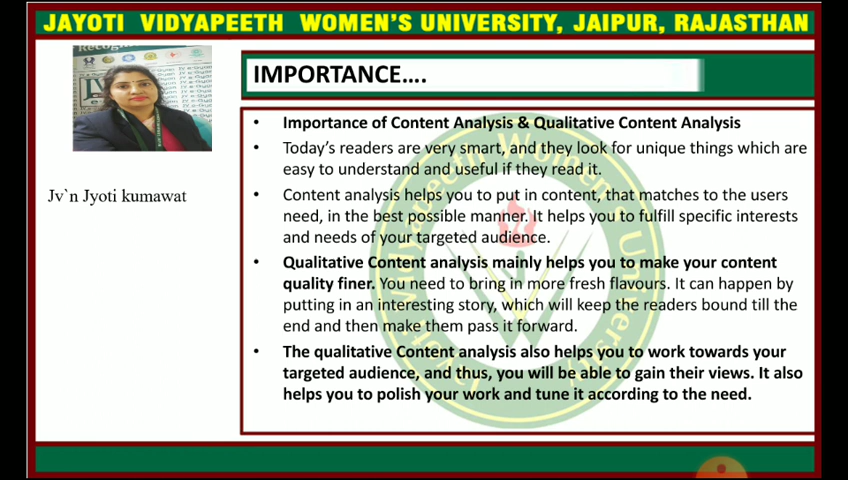 JAYOTI VIDYAPEETH WOMEN'S UNIVERSITY, JAIPUR, RAJASTHAN
IMPORTANCE....
Jv`n Jyoti kumawat
• Importance of Content Analysis & Qualitative Content Analysis
• Today's readers are very smart, and they look for unique things which are
easy to understand and useful if they read it.
• Content analysis helps you to put in content, that matches to the users
need, in the best possible manner. It helps you to fulfill specific interests
and needs of your targeted audience.
• Qualitative Content analysis mainly helps you to make your content
quality finer. You need to bring in more fresh flavours. It can happen by
putting in an interesting story, which will keep the readers bound till the
end and then make them pass it forward.
• The qualitative Content analysis also helps you to work towards your
targeted audience, and thus, you will be able to gain their views. It also
helps you to polish your work and tune it according to the need.